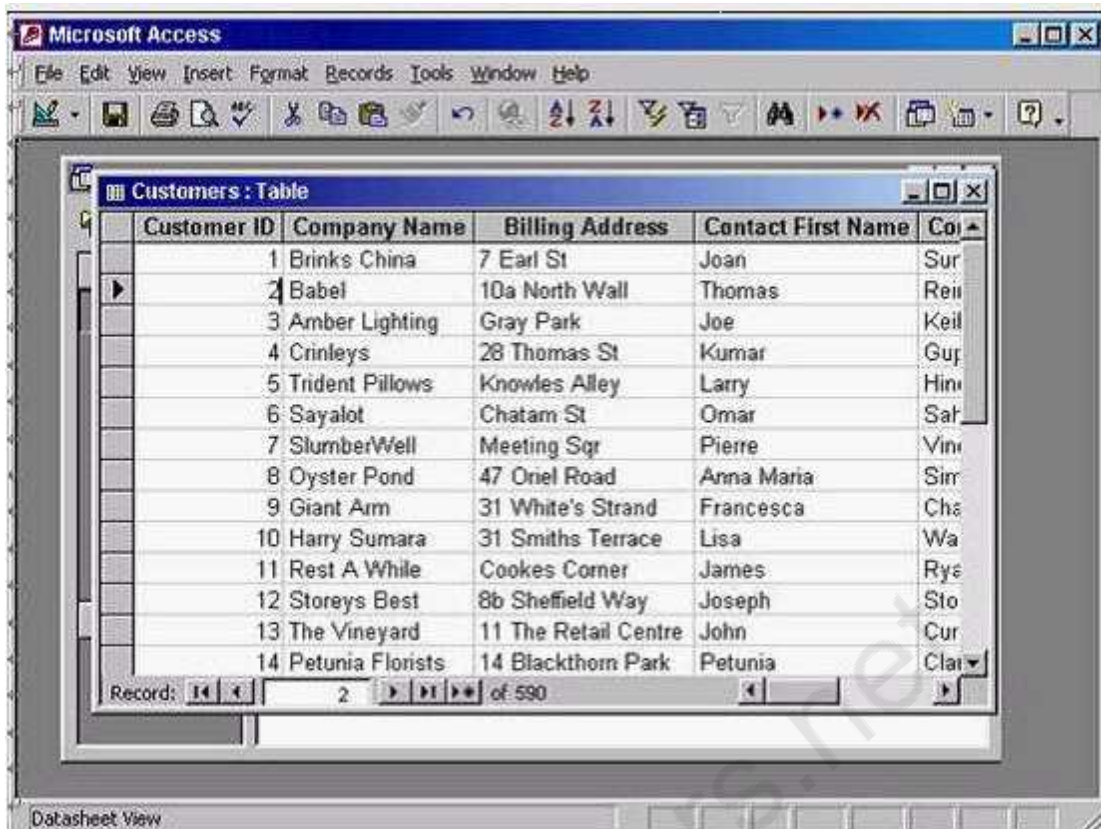 Microsoft Access
File Edit View Insert Format Records Tools Window Help
Customers : Table
Customer ID Company Name Billing Address Contact First Name
1 Brinks China 7 Earl St Joan
2 Babel 10a North Wall Thomas
3 Amber Lighting Gray Park Joe
4 Crinleys 28 Thomas St Kumar
5 Trident Pillows Knowles Alley Larry
6 Sayalot Chatam St Omar
7 SlumberWell Meeting Sqr Pierre
8 Oyster Pond 47 Oriel Road Anna Maria
9 Giant Arm 31 White's Strand Francesca
10 Harry Sumara 31 Smiths Terrace Lisa
11 Rest A While Cookes Corner James
12 Storeys Best 8b Sheffield Way Joseph
13 The Vineyard 11 The Retail Centre John
14 Petunia Florists 14 Blackthorn Park Petunia
Record: 2 of 590
Datasheet View
rs.net